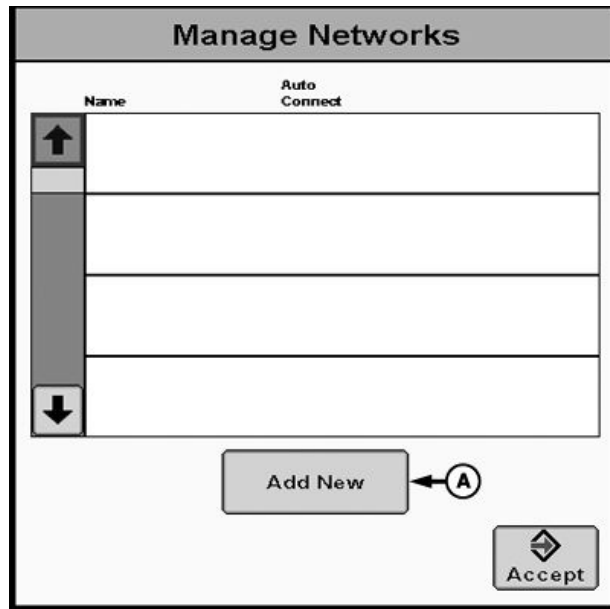 Manage Networks
Name
Auto
Connect
Add New
A
Accept